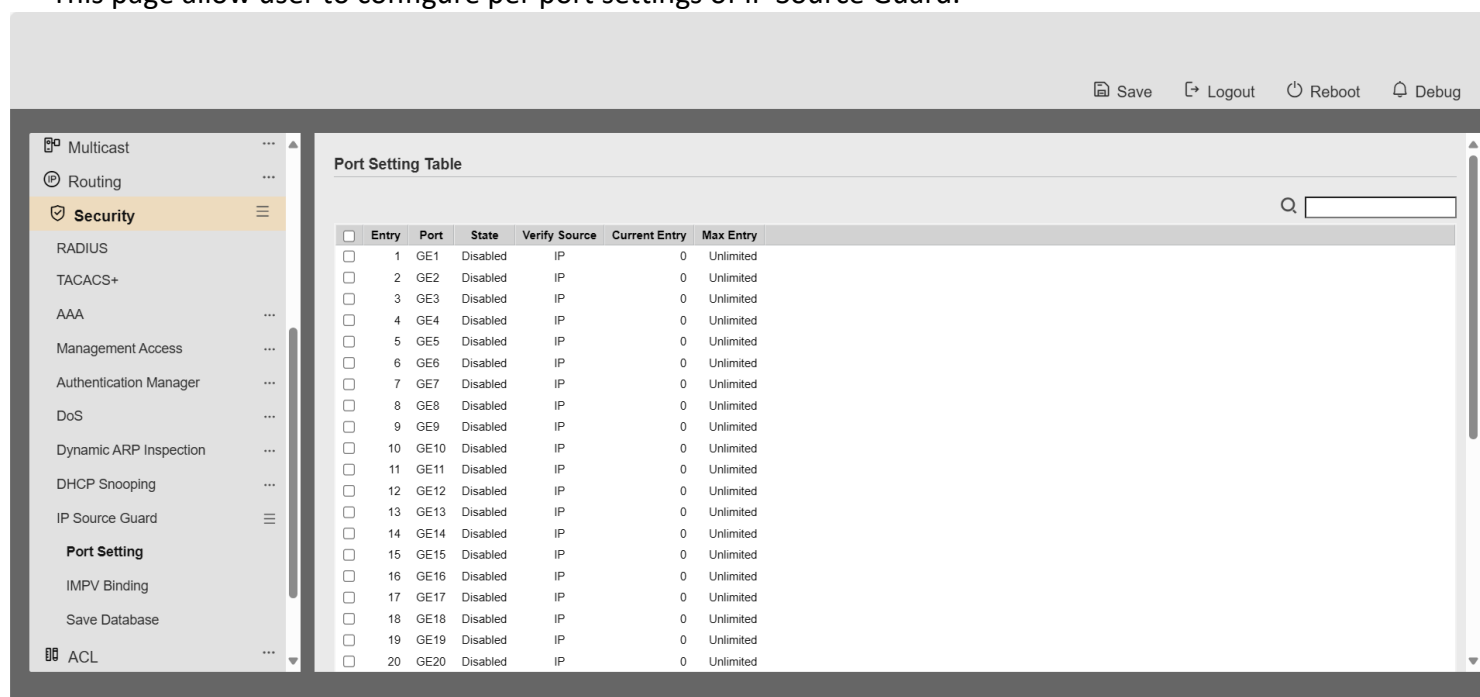 This page allow user to configure per port settings of IP Source Guard.
Save Logout Reboot Debug
Multicast
Routing
Security
RADIUS
TACACS+
AAA
Management Access
Authentication Manager
DoS
Dynamic ARP Inspection
DHCP Snooping
IP Source Guard
Port Setting
IMPV Binding
Save Database
ACL
Port Setting Table
Entry Port State Verify Source Current Entry Max Entry
1 GE1 Disabled IP 0 Unlimited
2 GE2 Disabled IP 0 Unlimited
3 GE3 Disabled IP 0 Unlimited
4 GE4 Disabled IP 0 Unlimited
5 GE5 Disabled IP 0 Unlimited
6 GE6 Disabled IP 0 Unlimited
7 GE7 Disabled IP 0 Unlimited
8 GE8 Disabled IP 0 Unlimited
9 GE9 Disabled IP 0 Unlimited
10 GE10 Disabled IP 0 Unlimited
11 GE11 Disabled IP 0 Unlimited
12 GE12 Disabled IP 0 Unlimited
13 GE13 Disabled IP 0 Unlimited
14 GE14 Disabled IP 0 Unlimited
15 GE15 Disabled IP 0 Unlimited
16 GE16 Disabled IP 0 Unlimited
17 GE17 Disabled IP 0 Unlimited
18 GE18 Disabled IP 0 Unlimited
19 GE19 Disabled IP 0 Unlimited
20 GE20 Disabled IP 0 Unlimited